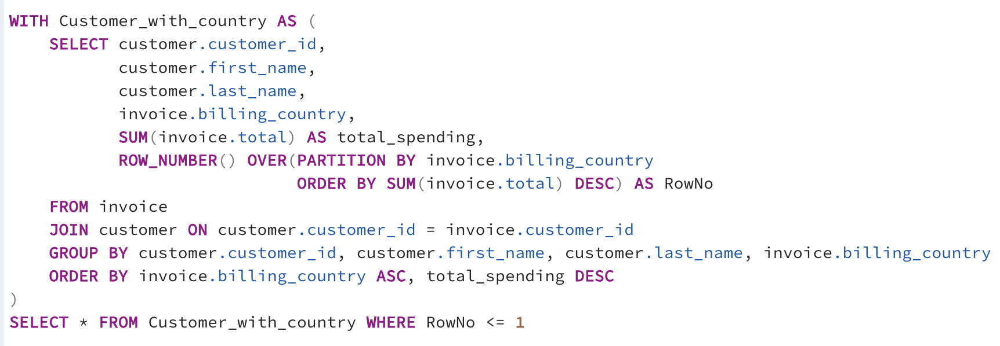 WITH Customer_with_country AS (
    SELECT customer.customer_id,
           customer.first_name,
           customer.last_name,
           invoice.billing_country,
           SUM(invoice.total) AS total_spending,
           ROW_NUMBER() OVER(PARTITION BY invoice.billing_country
                             ORDER BY SUM(invoice.total) DESC) AS RowNo
    FROM invoice
    JOIN customer ON customer.customer_id = invoice.customer_id
    GROUP BY customer.customer_id, customer.first_name, customer.last_name, invoice.billing_country
    ORDER BY invoice.billing_country ASC, total_spending DESC
)
SELECT * FROM Customer_with_country WHERE RowNo <= 1